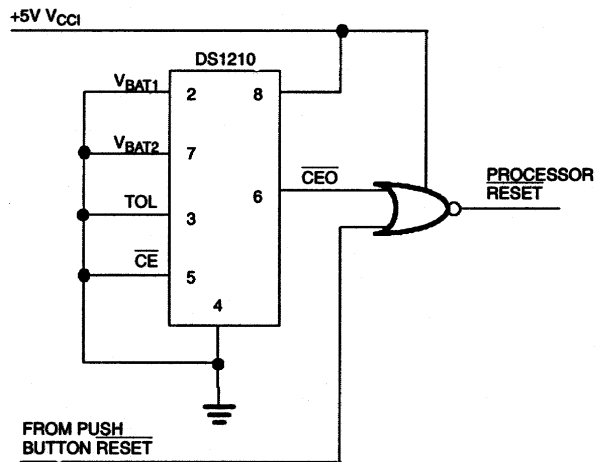 +5V VCCI
DS1210
VBAT1
2
8
VBAT2
7
TOL
3
CE
5
6
CEO
4
PROCESSOR
RESET
FROM PUSH
BUTTON RESET